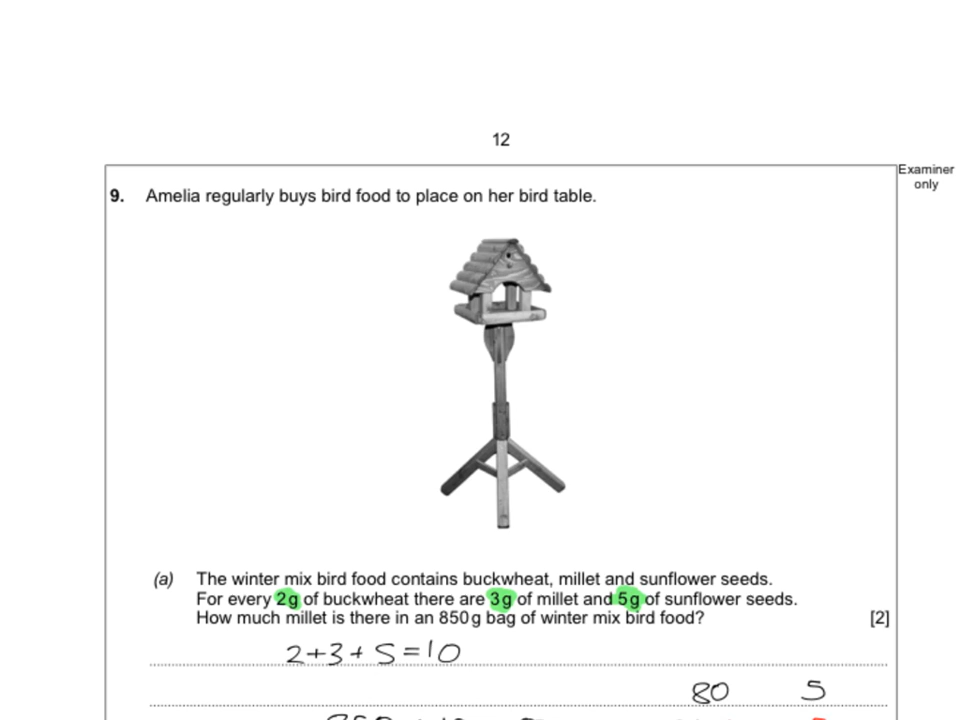 12
Examiner
only
9. Amelia regularly buys bird food to place on her bird table.
(a) The winter mix bird food contains buckwheat, millet and sunflower seeds.
For every 2g of buckwheat there are 3g of millet and 5g of sunflower seeds.
How much millet is there in an 850g bag of winter mix bird food? [2]
2+3+5=10
80 5